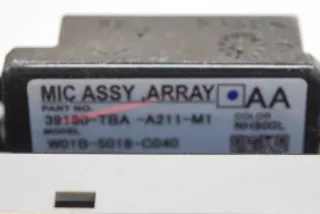 MIC ASSY ,ARRAY AA
PART NO.
39180-TBA -A211-M1 COLOR
MODEL NH900L
W01B-5018-C040